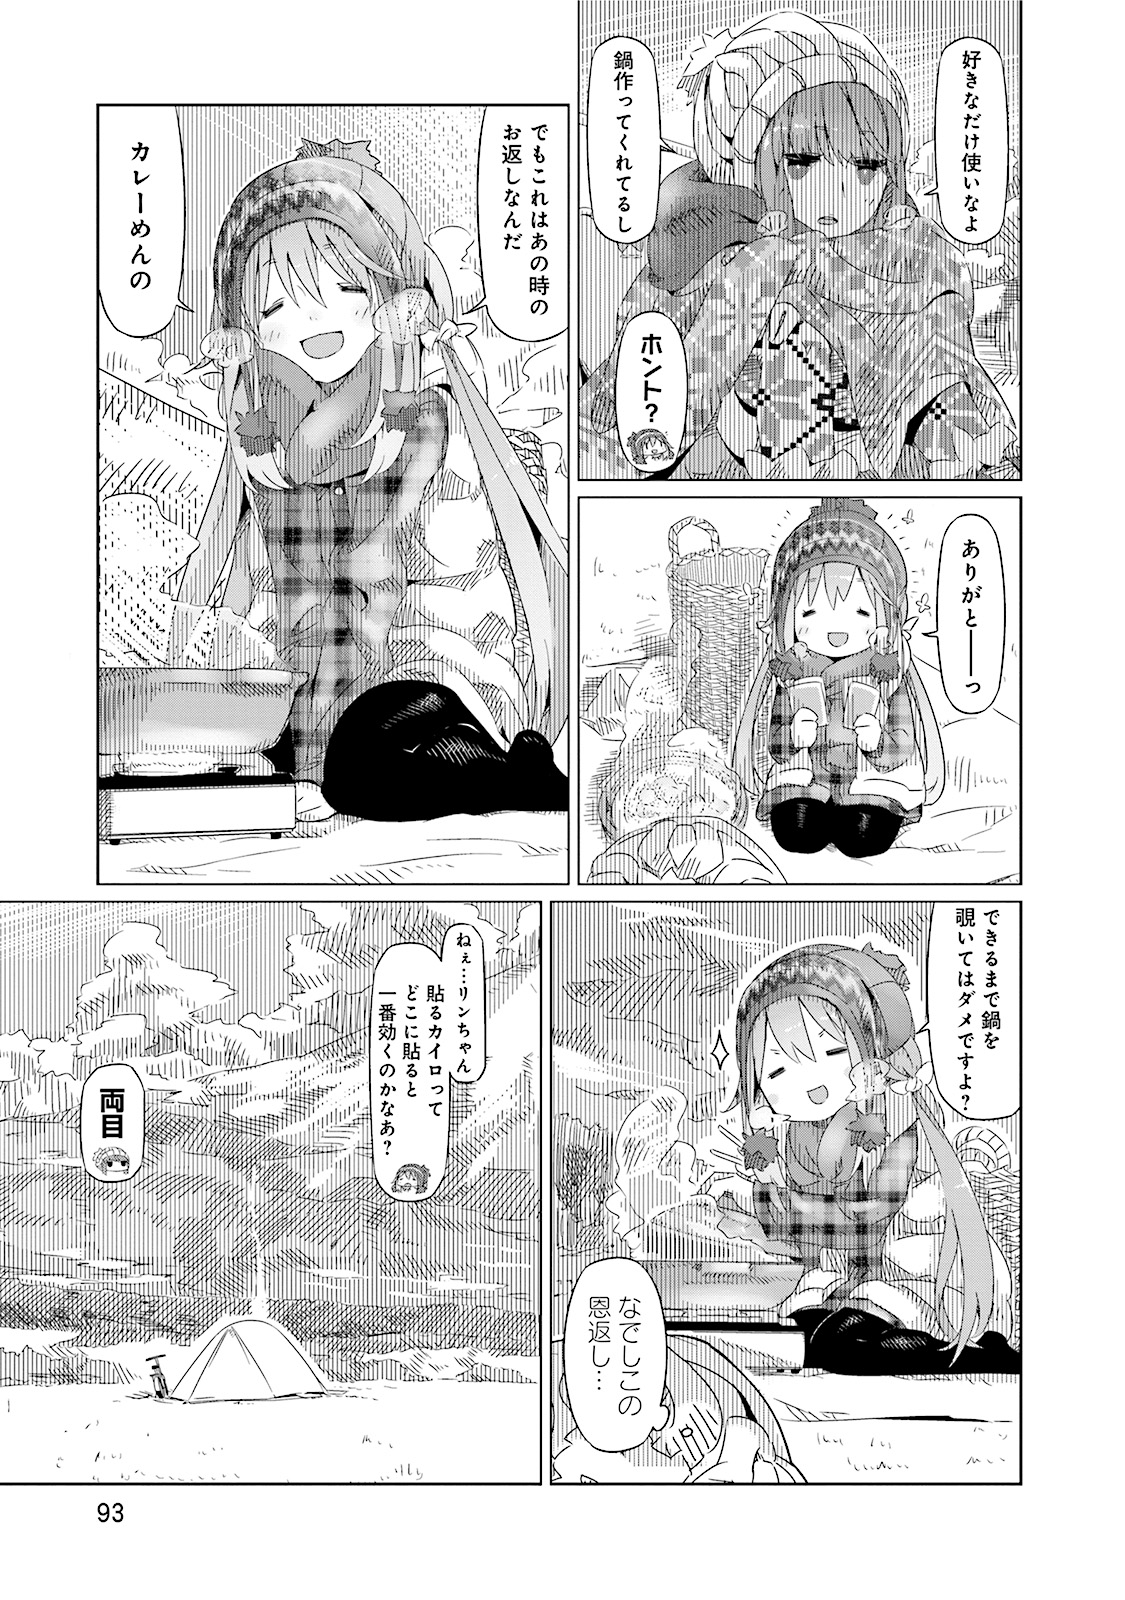 好きなだけ使いなよ
鍋作ってくれてるし
ホント?
ありがとーーっ
でもこれはあの時の
お返しなんだ
カレーめんの
できるまで鍋を
覗いてはダメですよ?
なでしこの
恩返し…
ねぇ…リンちゃん
貼るカイロって
どこに貼ると
一番効くのかなあ?
両目
93